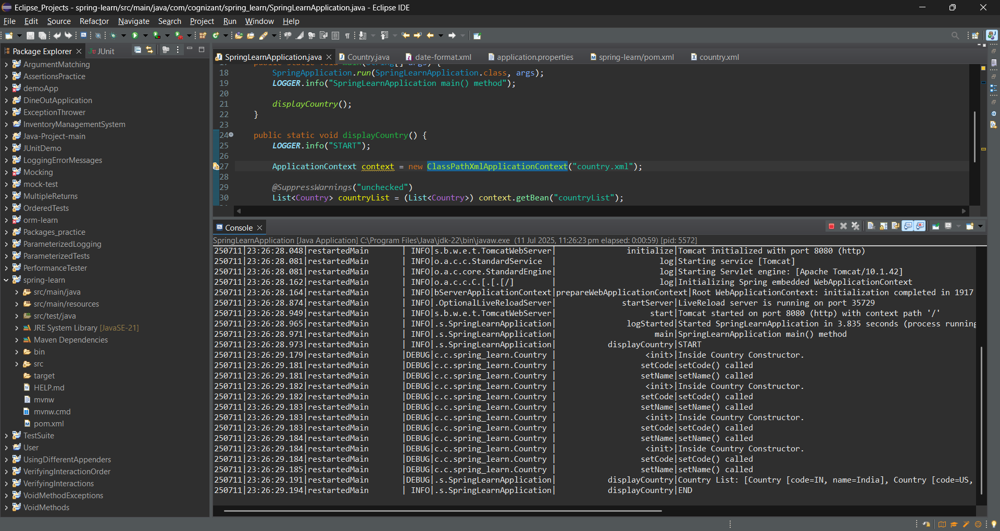 Eclipse_Projects - spring-learn/src/main/java/com/cognizant/spring_learn/SpringLearnApplication.java - Eclipse IDE
File Edit Source Refactor Navigate Search Project Run Window Help
Package Explorer
JUnit
ArgumentMatching
AssertionsPractice
demoApp
DineOutApplication
ExceptionThrower
InventoryManagementSystem
Java-Project-main
JUnitDemo
LoggingErrorMessages
Mocking
mock-test
MultipleReturns
OrderedTests
orm-learn
Packages_practice
ParameterizedLogging
ParameterizedTests
PerformanceTester
spring-learn
src/main/java
src/main/resources
src/test/java
JRE System Library [JavaSE-21]
Maven Dependencies
bin
src
target
HELP.md
mvnw
mvnw.cmd
pom.xml
TestSuite
User
UsingDifferentAppenders
VerifyingInteractionOrder
VerifyingInteractions
VoidMethodExceptions
VoidMethods
SpringLearnApplication.java Country.java date-format.xml application.properties spring-learn/pom.xml country.xml
18 SpringApplication.run(SpringLearnApplication.class, args);
19 LOGGER.info("SpringLearnApplication main() method");
20
21 displayCountry();
22 }
23
24 public static void displayCountry() {
25 LOGGER.info("START");
26
27 ApplicationContext context = new ClassPathXmlApplicationContext("country.xml");
28
29 @SuppressWarnings("unchecked")
30 List<Country> countryList = (List<Country>) context.getBean("countryList");
Console
SpringLearnApplication [Java Application] C:\Program Files\Java\jdk-22\bin\javaw.exe (11 Jul 2025, 11:26:23 pm elapsed: 0:00:59) [pid: 5572]
250711|23:26:28.048|restartedMain | INFO|s.b.w.e.t.TomcatWebServer| initialize|Tomcat initialized with port 8080 (http)
250711|23:26:28.081|restartedMain | INFO|o.a.c.c.StandardService | log|Starting service [Tomcat]
250711|23:26:28.081|restartedMain | INFO|o.a.c.core.StandardEngine| log|Starting Servlet engine: [Apache Tomcat/10.1.42]
250711|23:26:28.162|restartedMain | INFO|o.a.c.c.C.[.[.[/] | log|Initializing Spring embedded WebApplicationContext
250711|23:26:28.164|restartedMain | INFO|bServerApplicationContext|prepareWebApplicationContext|Root WebApplicationContext: initialization completed in 1917
250711|23:26:28.874|restartedMain | INFO|.OptionalLiveReloadServer| startServer|LiveReload server is running on port 35729
250711|23:26:28.949|restartedMain | INFO|s.b.w.e.t.TomcatWebServer| start|Tomcat started on port 8080 (http) with context path '/'
250711|23:26:28.965|restartedMain | INFO|.s.SpringLearnApplication| logStarted|Started SpringLearnApplication in 3.835 seconds (process running
250711|23:26:28.971|restartedMain | INFO|.s.SpringLearnApplication| main|SpringLearnApplication main() method
250711|23:26:28.973|restartedMain | INFO|.s.SpringLearnApplication| displayCountry|START
250711|23:26:29.179|restartedMain |DEBUG|c.c.spring_learn.Country | <init>|Inside Country Constructor.
250711|23:26:29.181|restartedMain |DEBUG|c.c.spring_learn.Country | setCode|setCode() called
250711|23:26:29.181|restartedMain |DEBUG|c.c.spring_learn.Country | setName|setName() called
250711|23:26:29.182|restartedMain |DEBUG|c.c.spring_learn.Country | <init>|Inside Country Constructor.
250711|23:26:29.182|restartedMain |DEBUG|c.c.spring_learn.Country | setCode|setCode() called
250711|23:26:29.183|restartedMain |DEBUG|c.c.spring_learn.Country | setName|setName() called
250711|23:26:29.183|restartedMain |DEBUG|c.c.spring_learn.Country | <init>|Inside Country Constructor.
250711|23:26:29.183|restartedMain |DEBUG|c.c.spring_learn.Country | setCode|setCode() called
250711|23:26:29.184|restartedMain |DEBUG|c.c.spring_learn.Country | setName|setName() called
250711|23:26:29.184|restartedMain |DEBUG|c.c.spring_learn.Country | <init>|Inside Country Constructor.
250711|23:26:29.184|restartedMain |DEBUG|c.c.spring_learn.Country | setCode|setCode() called
250711|23:26:29.185|restartedMain |DEBUG|c.c.spring_learn.Country | setName|setName() called
250711|23:26:29.191|restartedMain |DEBUG|.s.SpringLearnApplication| displayCountry|Country List: [Country [code=IN, name=India], Country [code=US,
250711|23:26:29.194|restartedMain | INFO|.s.SpringLearnApplication| displayCountry|END